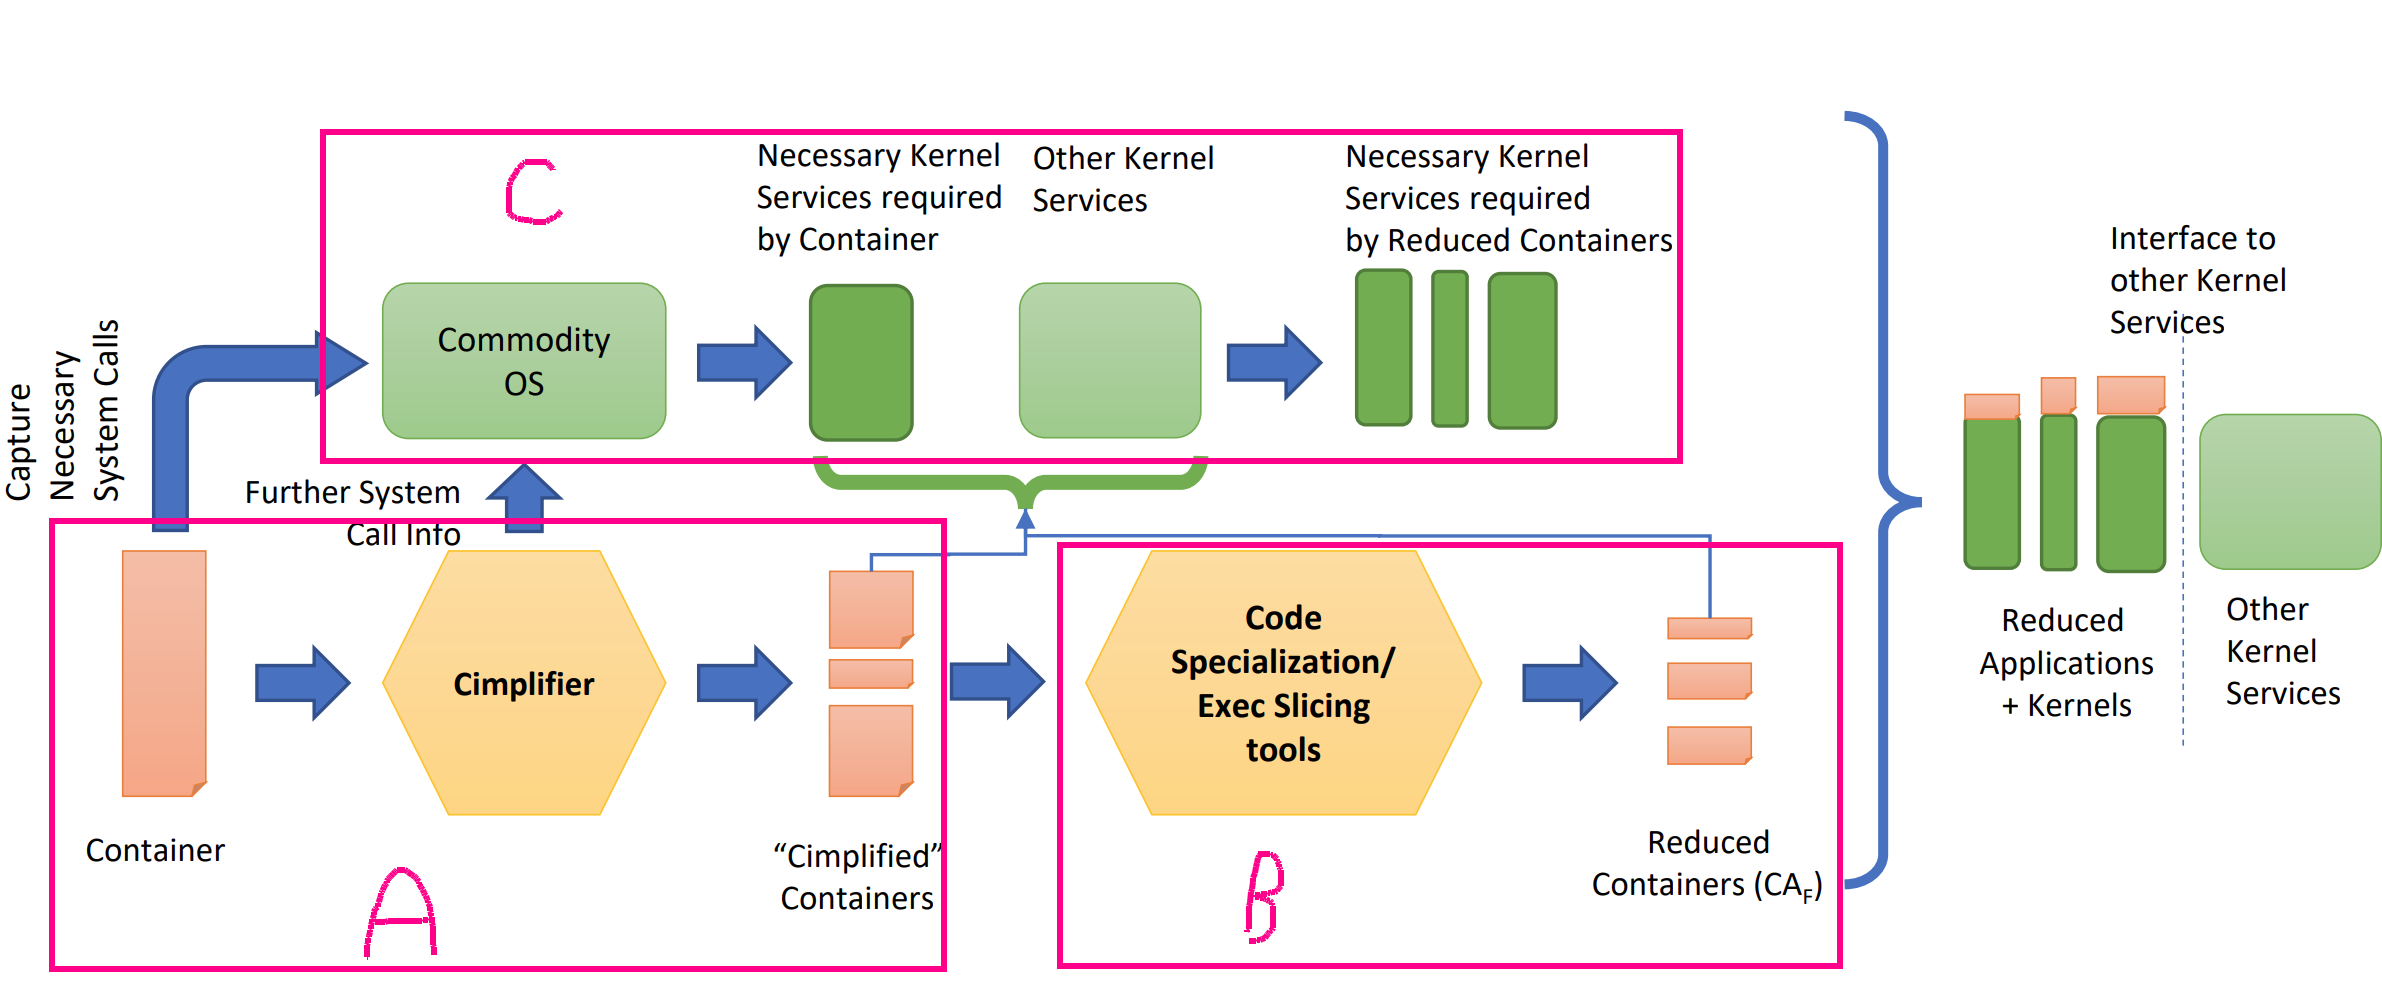 C
Necessary Kernel
Services required
by Container
Other Kernel
Services
Necessary Kernel
Services required
by Reduced Containers
Commodity
OS
Capture
Necessary
System Calls
Further System
Call Info
Interface to
other Kernel
Services
Container
Cimplifier
“Cimplified”
Containers
A
Code
Specialization/
Exec Slicing
tools
Reduced
Containers (CAF)
B
Reduced
Applications
+ Kernels
Other
Kernel
Services